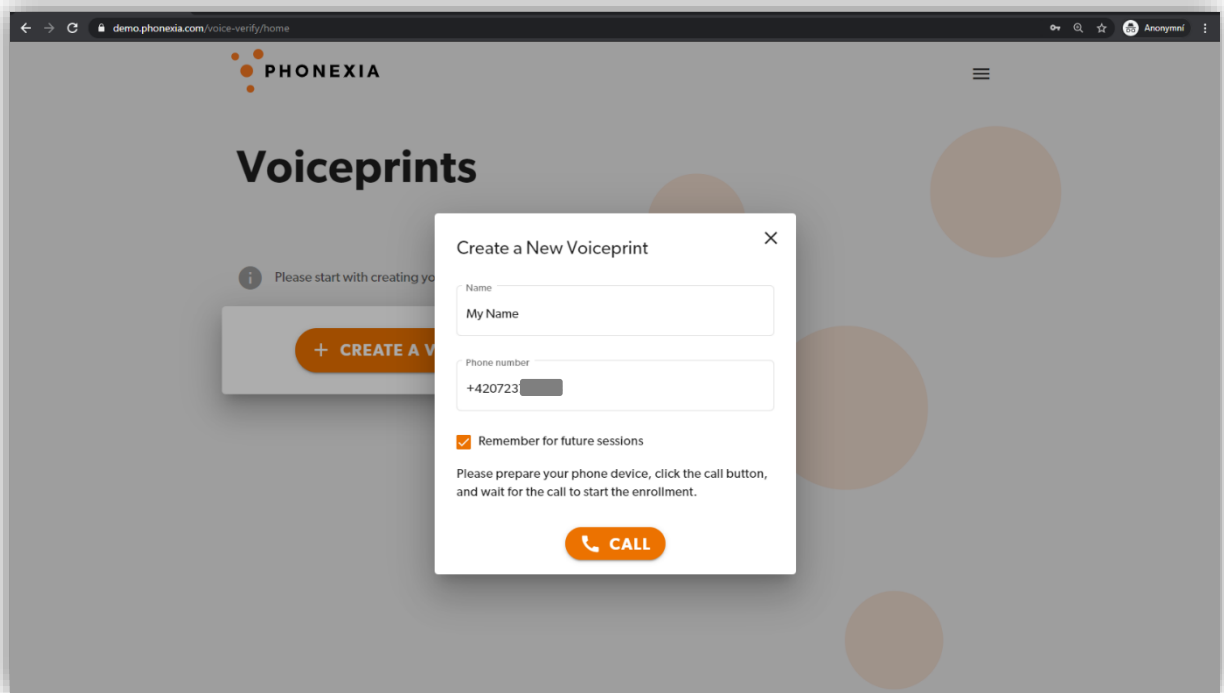 demo.phonexia.com/voice-verify/home
Anonymní
PHONEXIA
Voiceprints
Please start with creating yo
+ CREATE A V
Create a New Voiceprint
Name
My Name
Phone number
+420723
Remember for future sessions
Please prepare your phone device, click the call button,
and wait for the call to start the enrollment.
CALL